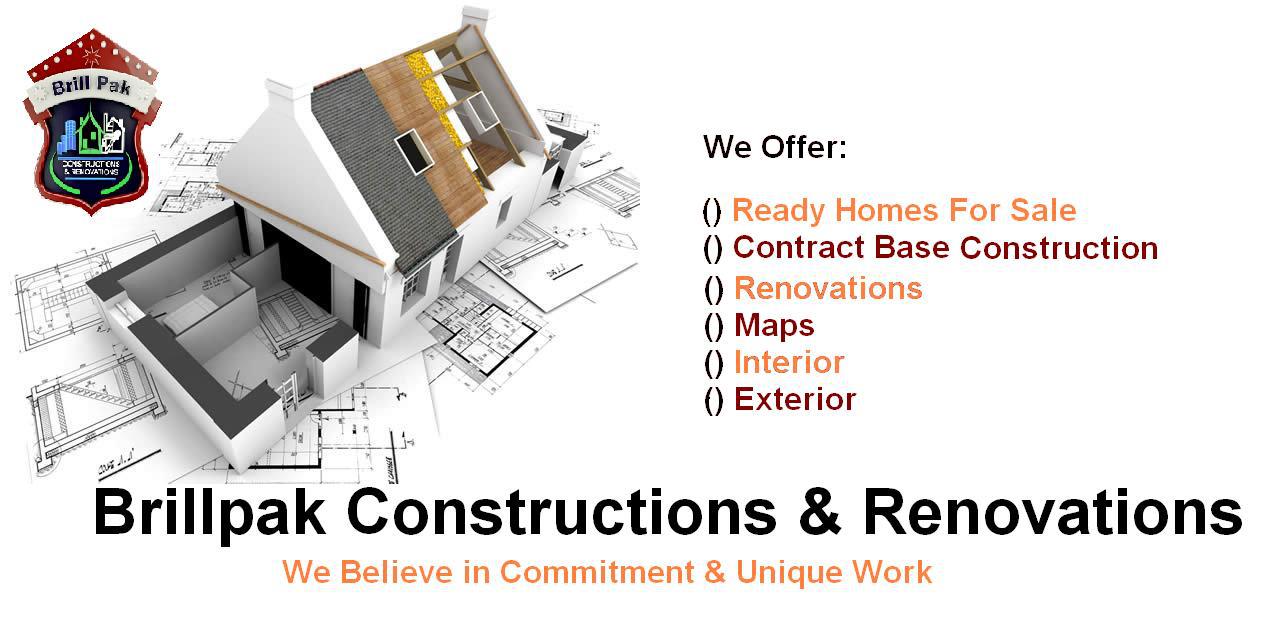 Brill Pak
CONSTRUCTIONS
& RENOVATIONS
We Offer:
() Ready Homes For Sale
() Contract Base Construction
() Renovations
() Maps
() Interior
() Exterior
Brillpak Constructions & Renovations
We Believe in Commitment & Unique Work